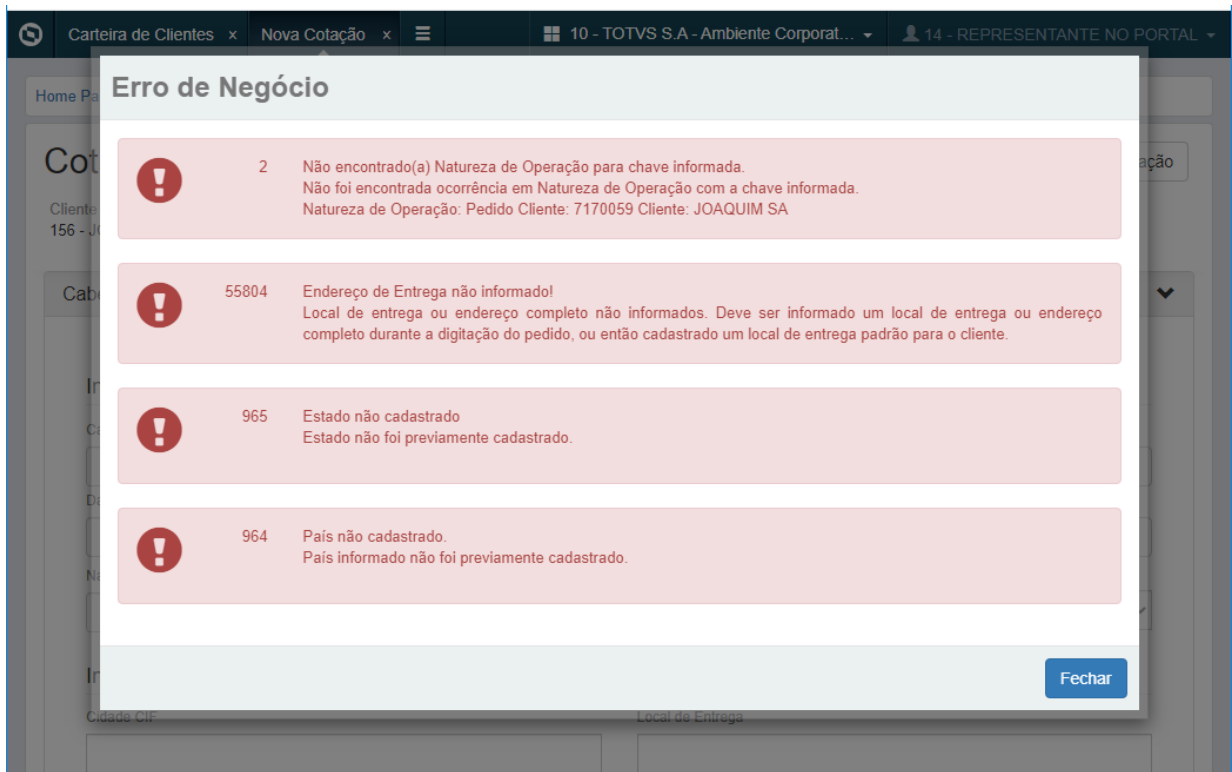 Carteira de Clientes x Nova Cotação x 10 - TOTVS S.A - Ambiente Corporat... 14 - REPRESENTANTE NO PORTAL
Home Pa
Erro de Negócio
Cot
ação
Cliente
156 - J
2 Não encontrado(a) Natureza de Operação para chave informada.
Não foi encontrada ocorrência em Natureza de Operação com a chave informada.
Natureza de Operação: Pedido Cliente: 7170059 Cliente: JOAQUIM SA
Cabe
55804 Endereço de Entrega não informado!
Local de entrega ou endereço completo não informados. Deve ser informado um local de entrega ou endereço
completo durante a digitação do pedido, ou então cadastrado um local de entrega padrão para o cliente.
In
Ca
965 Estado não cadastrado
Estado não foi previamente cadastrado.
Da
964 País não cadastrado.
País informado não foi previamente cadastrado.
Na
In
Fechar
Cidade CIF Local de Entrega